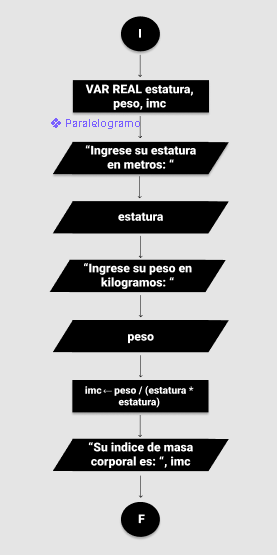 I
VAR REAL estatura,
peso, imc
Paralelogramo
“Ingrese su estatura
en metros: “
estatura
“Ingrese su peso en
kilogramos: “
peso
imc←peso / (estatura *
estatura)
“Su indice de masa
corporal es: “, imc
F